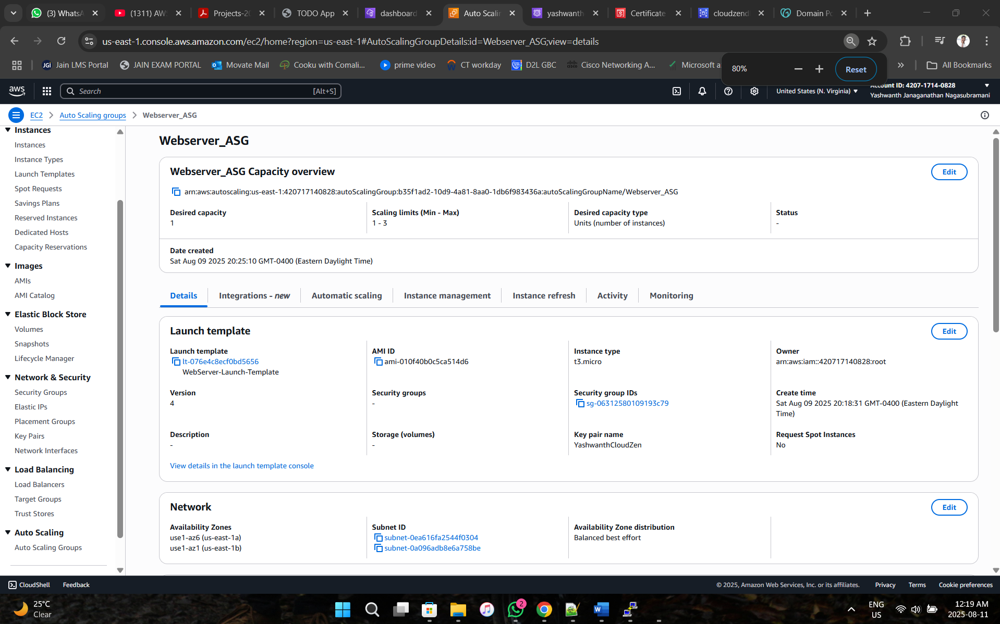 (3) WhatsA
(1311) AW
Projects-20
TODO App
dashboard
Auto Scalin
yashwanth
Certificate
cloudzend
Domain Po
us-east-1.console.aws.amazon.com/ec2/home?region=us-east-1#AutoScalingGroupDetails:id=Webserver_ASG;view=details
JGI Jain LMS Portal
JAIN EXAM PORTAL
Movate Mail
Cooku with Comali...
prime video
CT workday
D2L GBC
Cisco Networking A...
Microsoft a
All Bookmarks
80%
Reset
aws
Search
[Alt+S]
United States (N. Virginia)
Account ID: 4207-1714-0828
Yashwanth Janaganathan Nagasubramani
EC2
Auto Scaling groups
Webserver_ASG
Instances
Instances
Instance Types
Launch Templates
Spot Requests
Savings Plans
Reserved Instances
Dedicated Hosts
Capacity Reservations
Images
AMIs
AMI Catalog
Elastic Block Store
Volumes
Snapshots
Lifecycle Manager
Network & Security
Security Groups
Elastic IPs
Placement Groups
Key Pairs
Network Interfaces
Load Balancing
Load Balancers
Target Groups
Trust Stores
Auto Scaling
Auto Scaling Groups
Webserver_ASG
Webserver_ASG Capacity overview
Edit
arn:aws:autoscaling:us-east-1:420717140828:autoScalingGroup:b35f1ad2-10d9-4a81-8aa0-1db6f983436a:autoScalingGroupName/Webserver_ASG
Desired capacity
1
Scaling limits (Min - Max)
1 - 3
Desired capacity type
Units (number of instances)
Status
-
Date created
Sat Aug 09 2025 20:25:10 GMT-0400 (Eastern Daylight Time)
Details
Integrations - new
Automatic scaling
Instance management
Instance refresh
Activity
Monitoring
Launch template
Edit
Launch template
lt-076e4c8ecf0bd5656
WebServer-Launch-Template
AMI ID
ami-010f40b0c5ca514d6
Instance type
t3.micro
Owner
arn:aws:iam::420717140828:root
Version
4
Security groups
-
Security group IDs
sg-06312580109193c79
Create time
Sat Aug 09 2025 20:18:31 GMT-0400 (Eastern Daylight
Time)
Description
-
Storage (volumes)
-
Key pair name
YashwanthCloudZen
Request Spot Instances
No
View details in the launch template console
Network
Edit
Availability Zones
use1-az6 (us-east-1a)
use1-az1 (us-east-1b)
Subnet ID
subnet-0ea616fa2544f0304
subnet-0a096adb8e6a758be
Availability Zone distribution
Balanced best effort
CloudShell
Feedback
© 2025, Amazon Web Services, Inc. or its affiliates.
Privacy
Terms
Cookie preferences
25°C
Clear
2
ENG
US
12:19 AM
2025-08-11